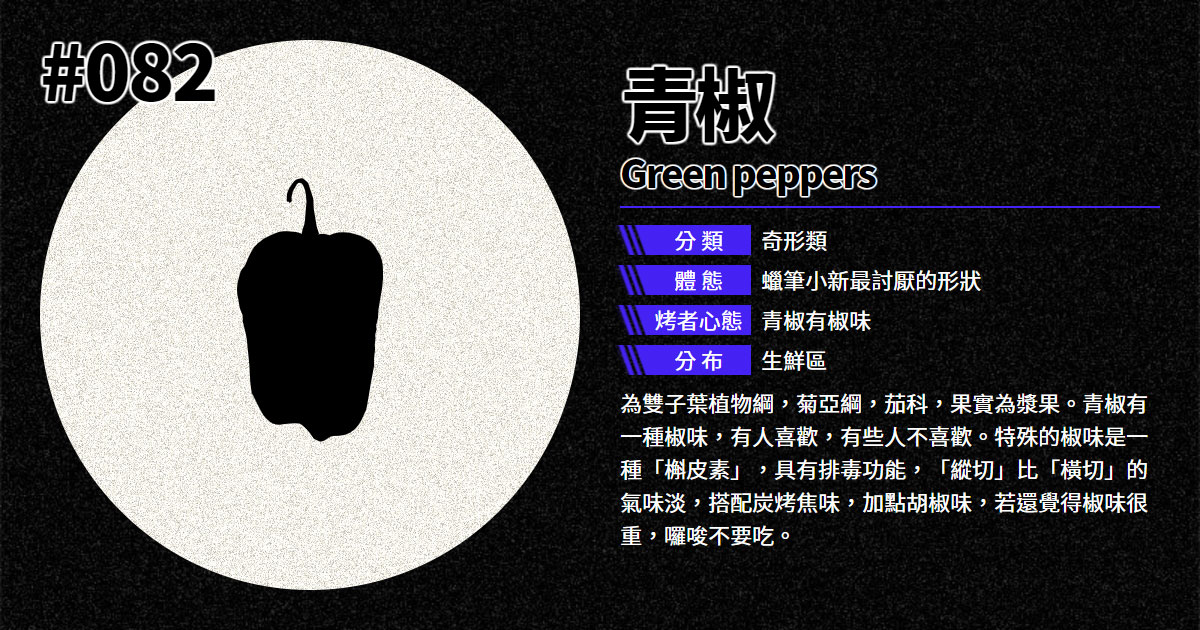 #082
青椒
Green peppers
分類 奇形類
體態 蠟筆小新最討厭的形狀
烤者心態 青椒有椒味
分布 生鮮區
為雙子葉植物綱，菊亞綱，茄科，果實為漿果。青椒有
一種椒味，有人喜歡，有些人不喜歡。特殊的椒味是一
種「槲皮素」，具有排毒功能，「縱切」比「橫切」的
氣味淡，搭配炭烤焦味，加點胡椒味，若還覺得椒味很
重，囉唆不要吃。